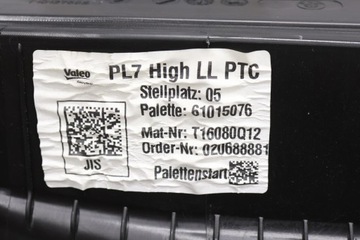 Valeo
PL7 High LL PTC
Stellplatz: 05
Palette: 61015076
Mat-Nr: T16080Q12
Order-Nr: 020688881
JIS
Palettenstart